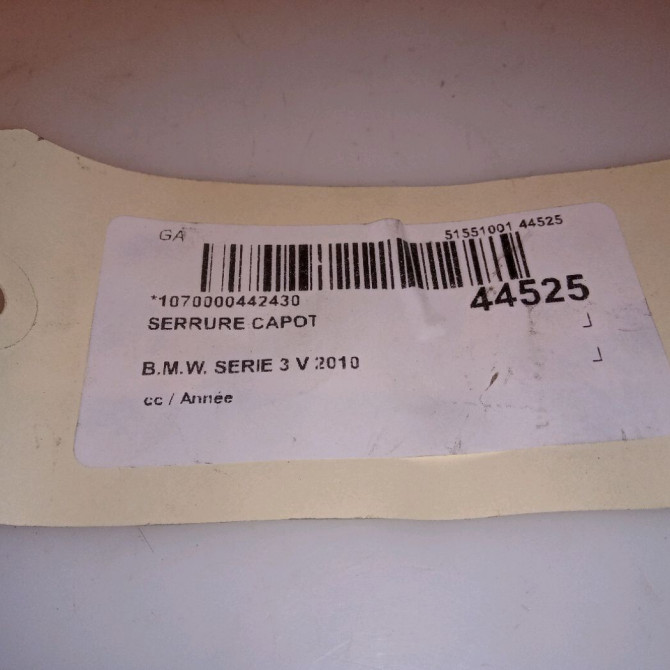 GA 51551001 44525
*1070000442430 44525
SERRURE CAPOT
B.M.W. SERIE 3 V 2010
cc / Année